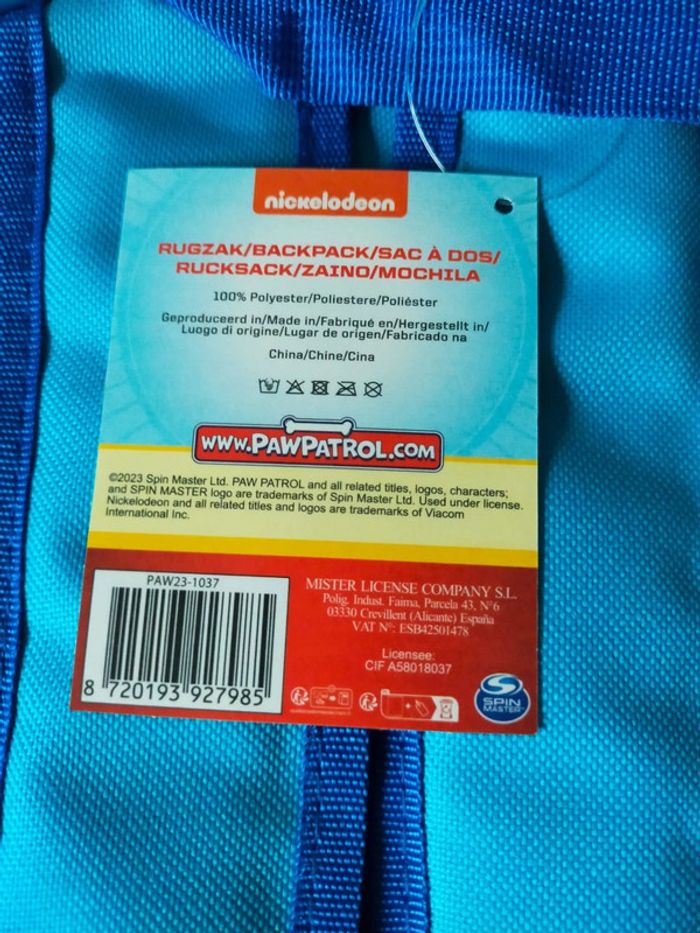 nickelodeon
RUGZAK/BACKPACK/SAC À DOS/
RUCKSACK/ZAINO/MOCHILA
100% Polyester/Poliestere/Poliéster
Geproduceerd in/Made in/Fabriqué en/Hergestellt in/
Luogo di origine/Lugar de origen/Fabricado na
China/Chine/Cina
WWW.PAWPATROL.COM
©2023 Spin Master Ltd. PAW PATROL and all related titles, logos, characters;
and SPIN MASTER logo are trademarks of Spin Master Ltd. Used under license.
Nickelodeon and all related titles and logos are trademarks of Viacom
International Inc.
PAW23-1037
8 720193 927985
MISTER LICENSE COMPANY S.L.
Polig. Indust. Faima, Parcela 43, Nº6
03330 Crevillent (Alicante) España
VAT Nº: ESB42501478
Licensee:
CIF A58018037
SPIN
MASTER